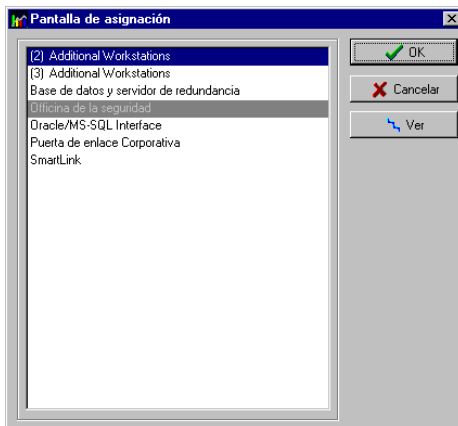 Pantalla de asignación
(2) Additional Workstations
(3) Additional Workstations
Base de datos y servidor de redundancia
Officina de la seguridad
Oracle/MS-SQL Interface
Puerta de enlace Corporativa
SmartLink
OK
Cancelar
Ver